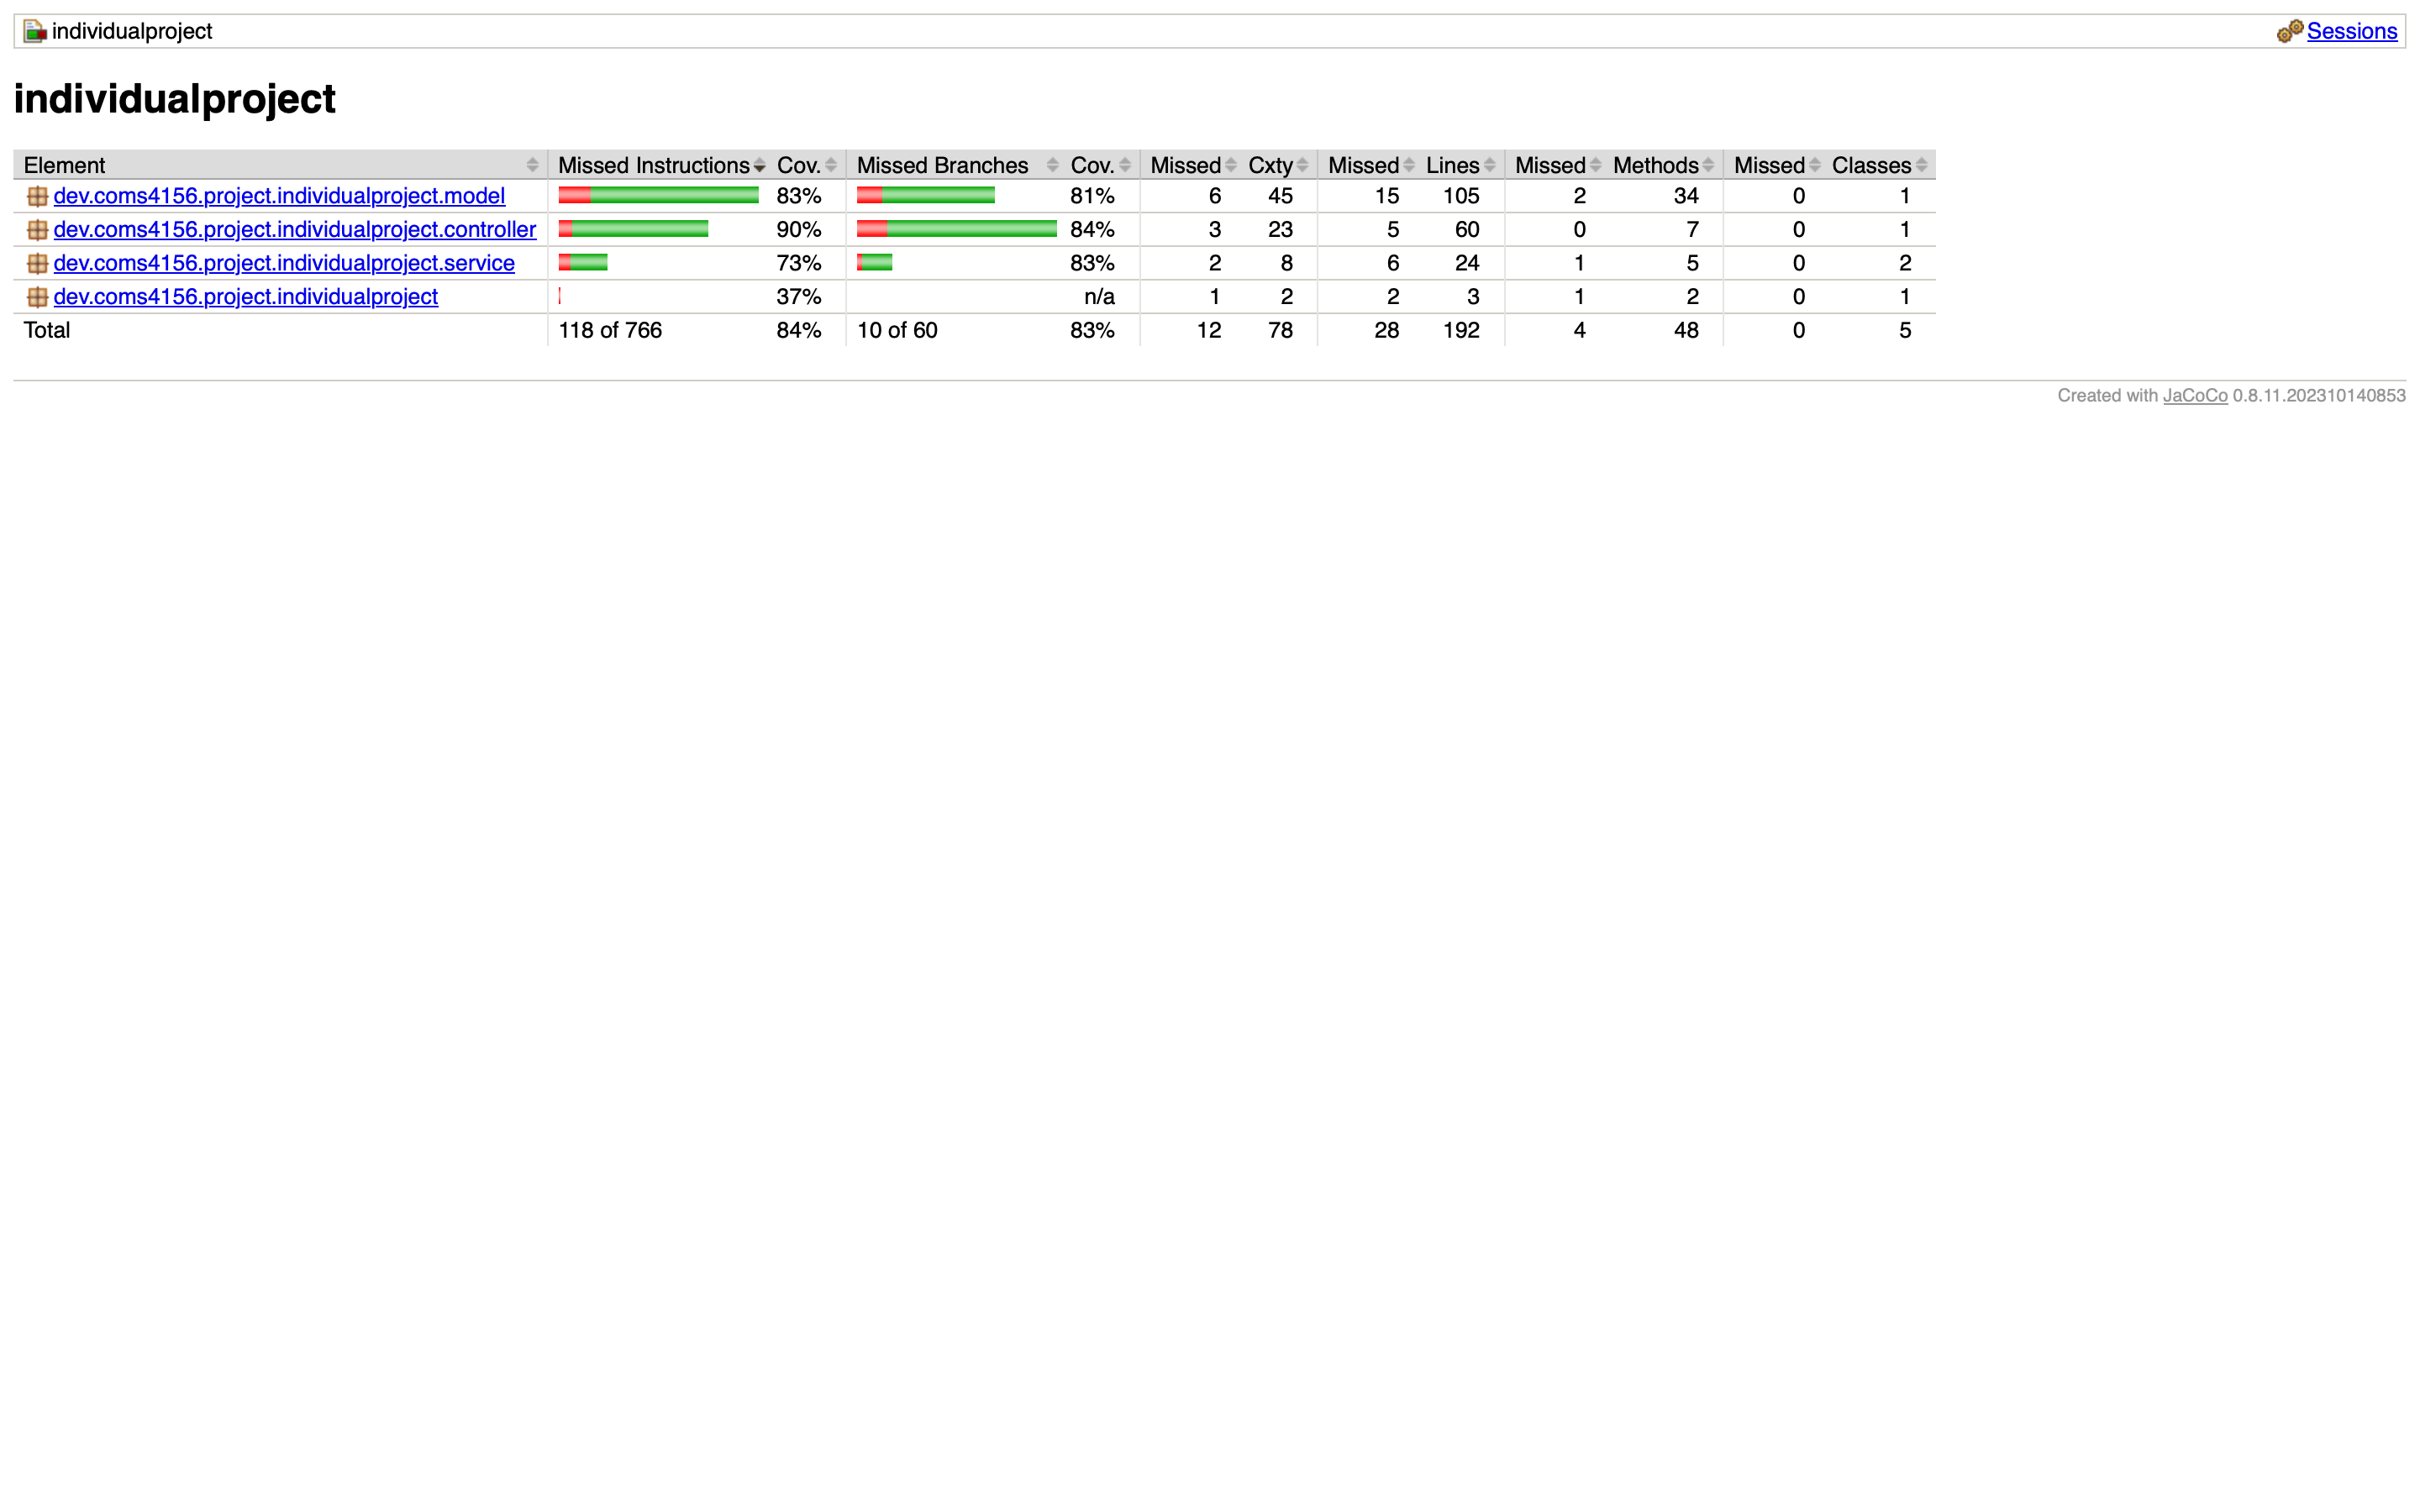 individualproject Sessions
individualproject
Element Missed Instructions Cov. Missed Branches Cov. Missed Cxty Missed Lines Missed Methods Missed Classes
dev.coms4156.project.individualproject.model 83% 81% 6 45 15 105 2 34 0 1
dev.coms4156.project.individualproject.controller 90% 84% 3 23 5 60 0 7 0 1
dev.coms4156.project.individualproject.service 73% 83% 2 8 6 24 1 5 0 2
dev.coms4156.project.individualproject 37% n/a 1 2 2 3 1 2 0 1
Total 118 of 766 84% 10 of 60 83% 12 78 28 192 4 48 0 5
Created with JaCoCo 0.8.11.202310140853